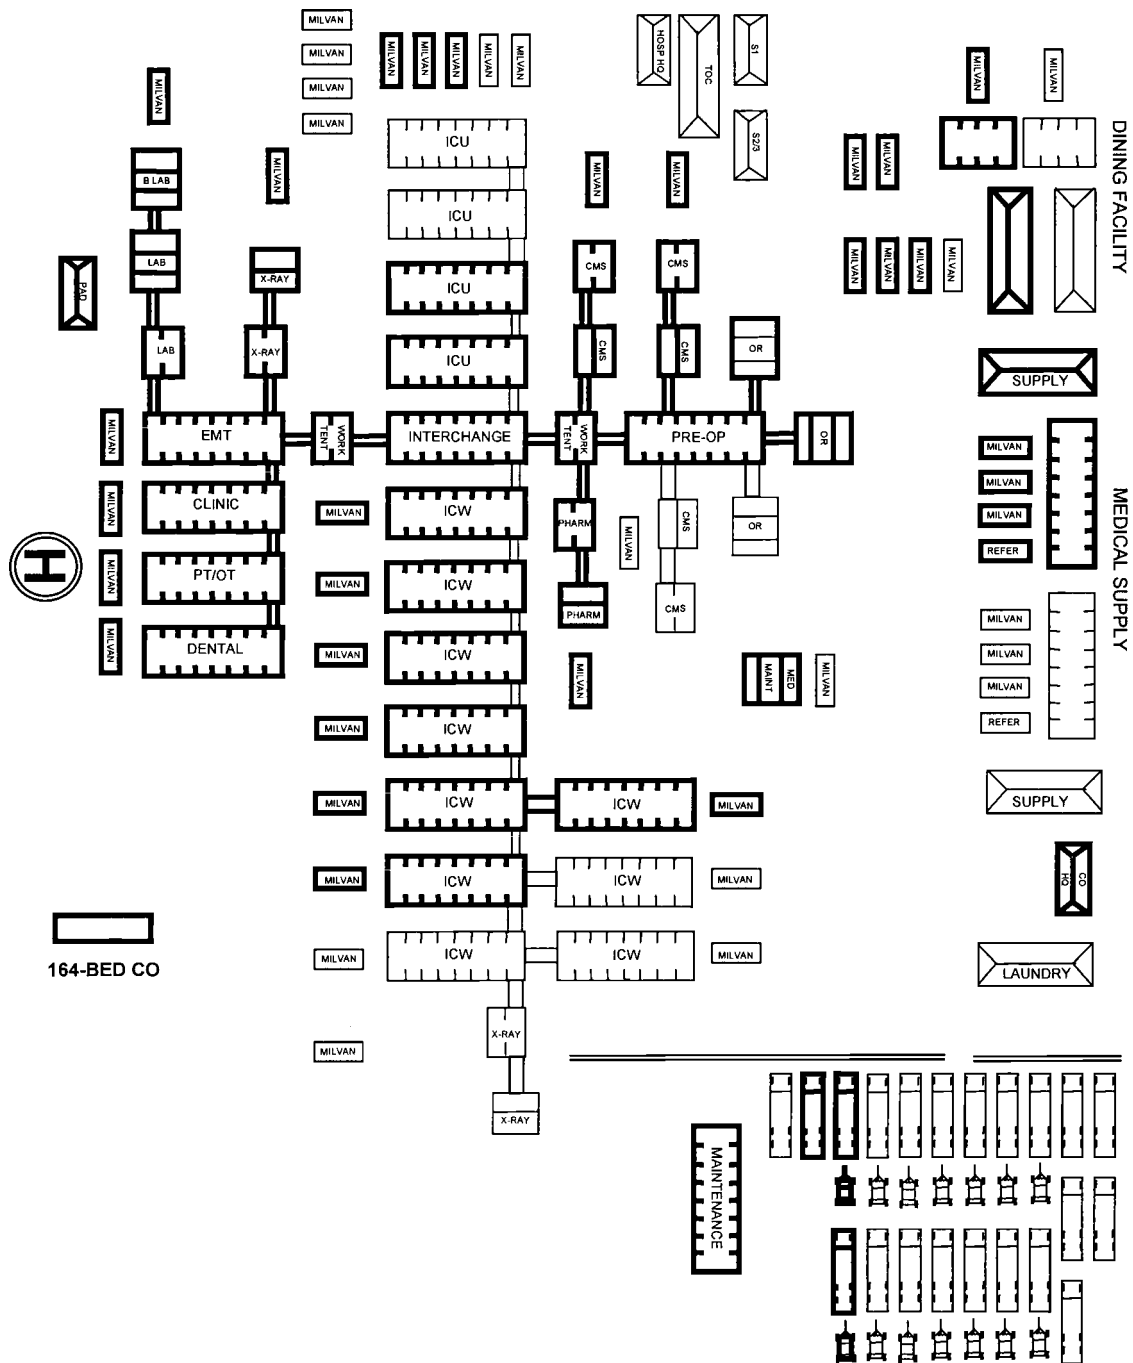 MILVAN
MILVAN
MILVAN
MILVAN
MILVAN
MILVAN
MILVAN
MILVAN
MILVAN
HOSP HQ
TOC
S1
S2/3
MILVAN
MILVAN
DINING FACILITY
MILVAN
B LAB
LAB
LAB
PAD
MILVAN
X-RAY
X-RAY
ICU
ICU
ICU
ICU
MILVAN
MILVAN
CMS
CMS
CMS
CMS
OR
MILVAN
MILVAN
MILVAN
MILVAN
MILVAN
MILVAN
SUPPLY
MILVAN
EMT
WORK
TENT
INTERCHANGE
WORK
TENT
PRE-OP
OR
MILVAN
MILVAN
MILVAN
REFER
MEDICAL SUPPLY
MILVAN
CLINIC
MILVAN
ICW
PHARM
MILVAN
CMS
OR
H
MILVAN
PT/OT
MILVAN
ICW
PHARM
CMS
MILVAN
DENTAL
MILVAN
ICW
MILVAN
MED
MAINT
MILVAN
MILVAN
MILVAN
MILVAN
REFER
MILVAN
ICW
MILVAN
ICW
ICW
MILVAN
SUPPLY
MILVAN
ICW
ICW
MILVAN
CO
HQ
MILVAN
ICW
ICW
MILVAN
LAUNDRY
164-BED CO
X-RAY
MILVAN
X-RAY
MAINTENANCE